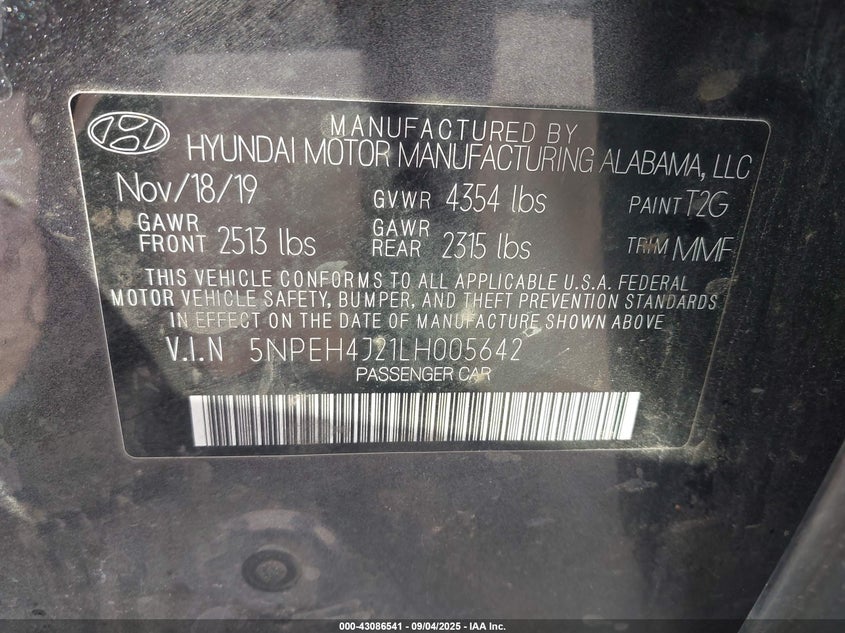 MANUFACTURED BY
HYUNDAI MOTOR MANUFACTURING ALABAMA, LLC
Nov/18/19 GVWR 4354 lbs PAINT T2G
GAWR FRONT 2513 lbs GAWR REAR 2315 lbs TRIM MMF
THIS VEHICLE CONFORMS TO ALL APPLICABLE U.S.A. FEDERAL
MOTOR VEHICLE SAFETY, BUMPER, AND THEFT PREVENTION STANDARDS
IN EFFECT ON THE DATE OF MANUFACTURE SHOWN ABOVE
V.I.N 5NPEH4J21LH005642
PASSENGER CAR
000-43086541 - 09/04/2025 - IAA Inc.